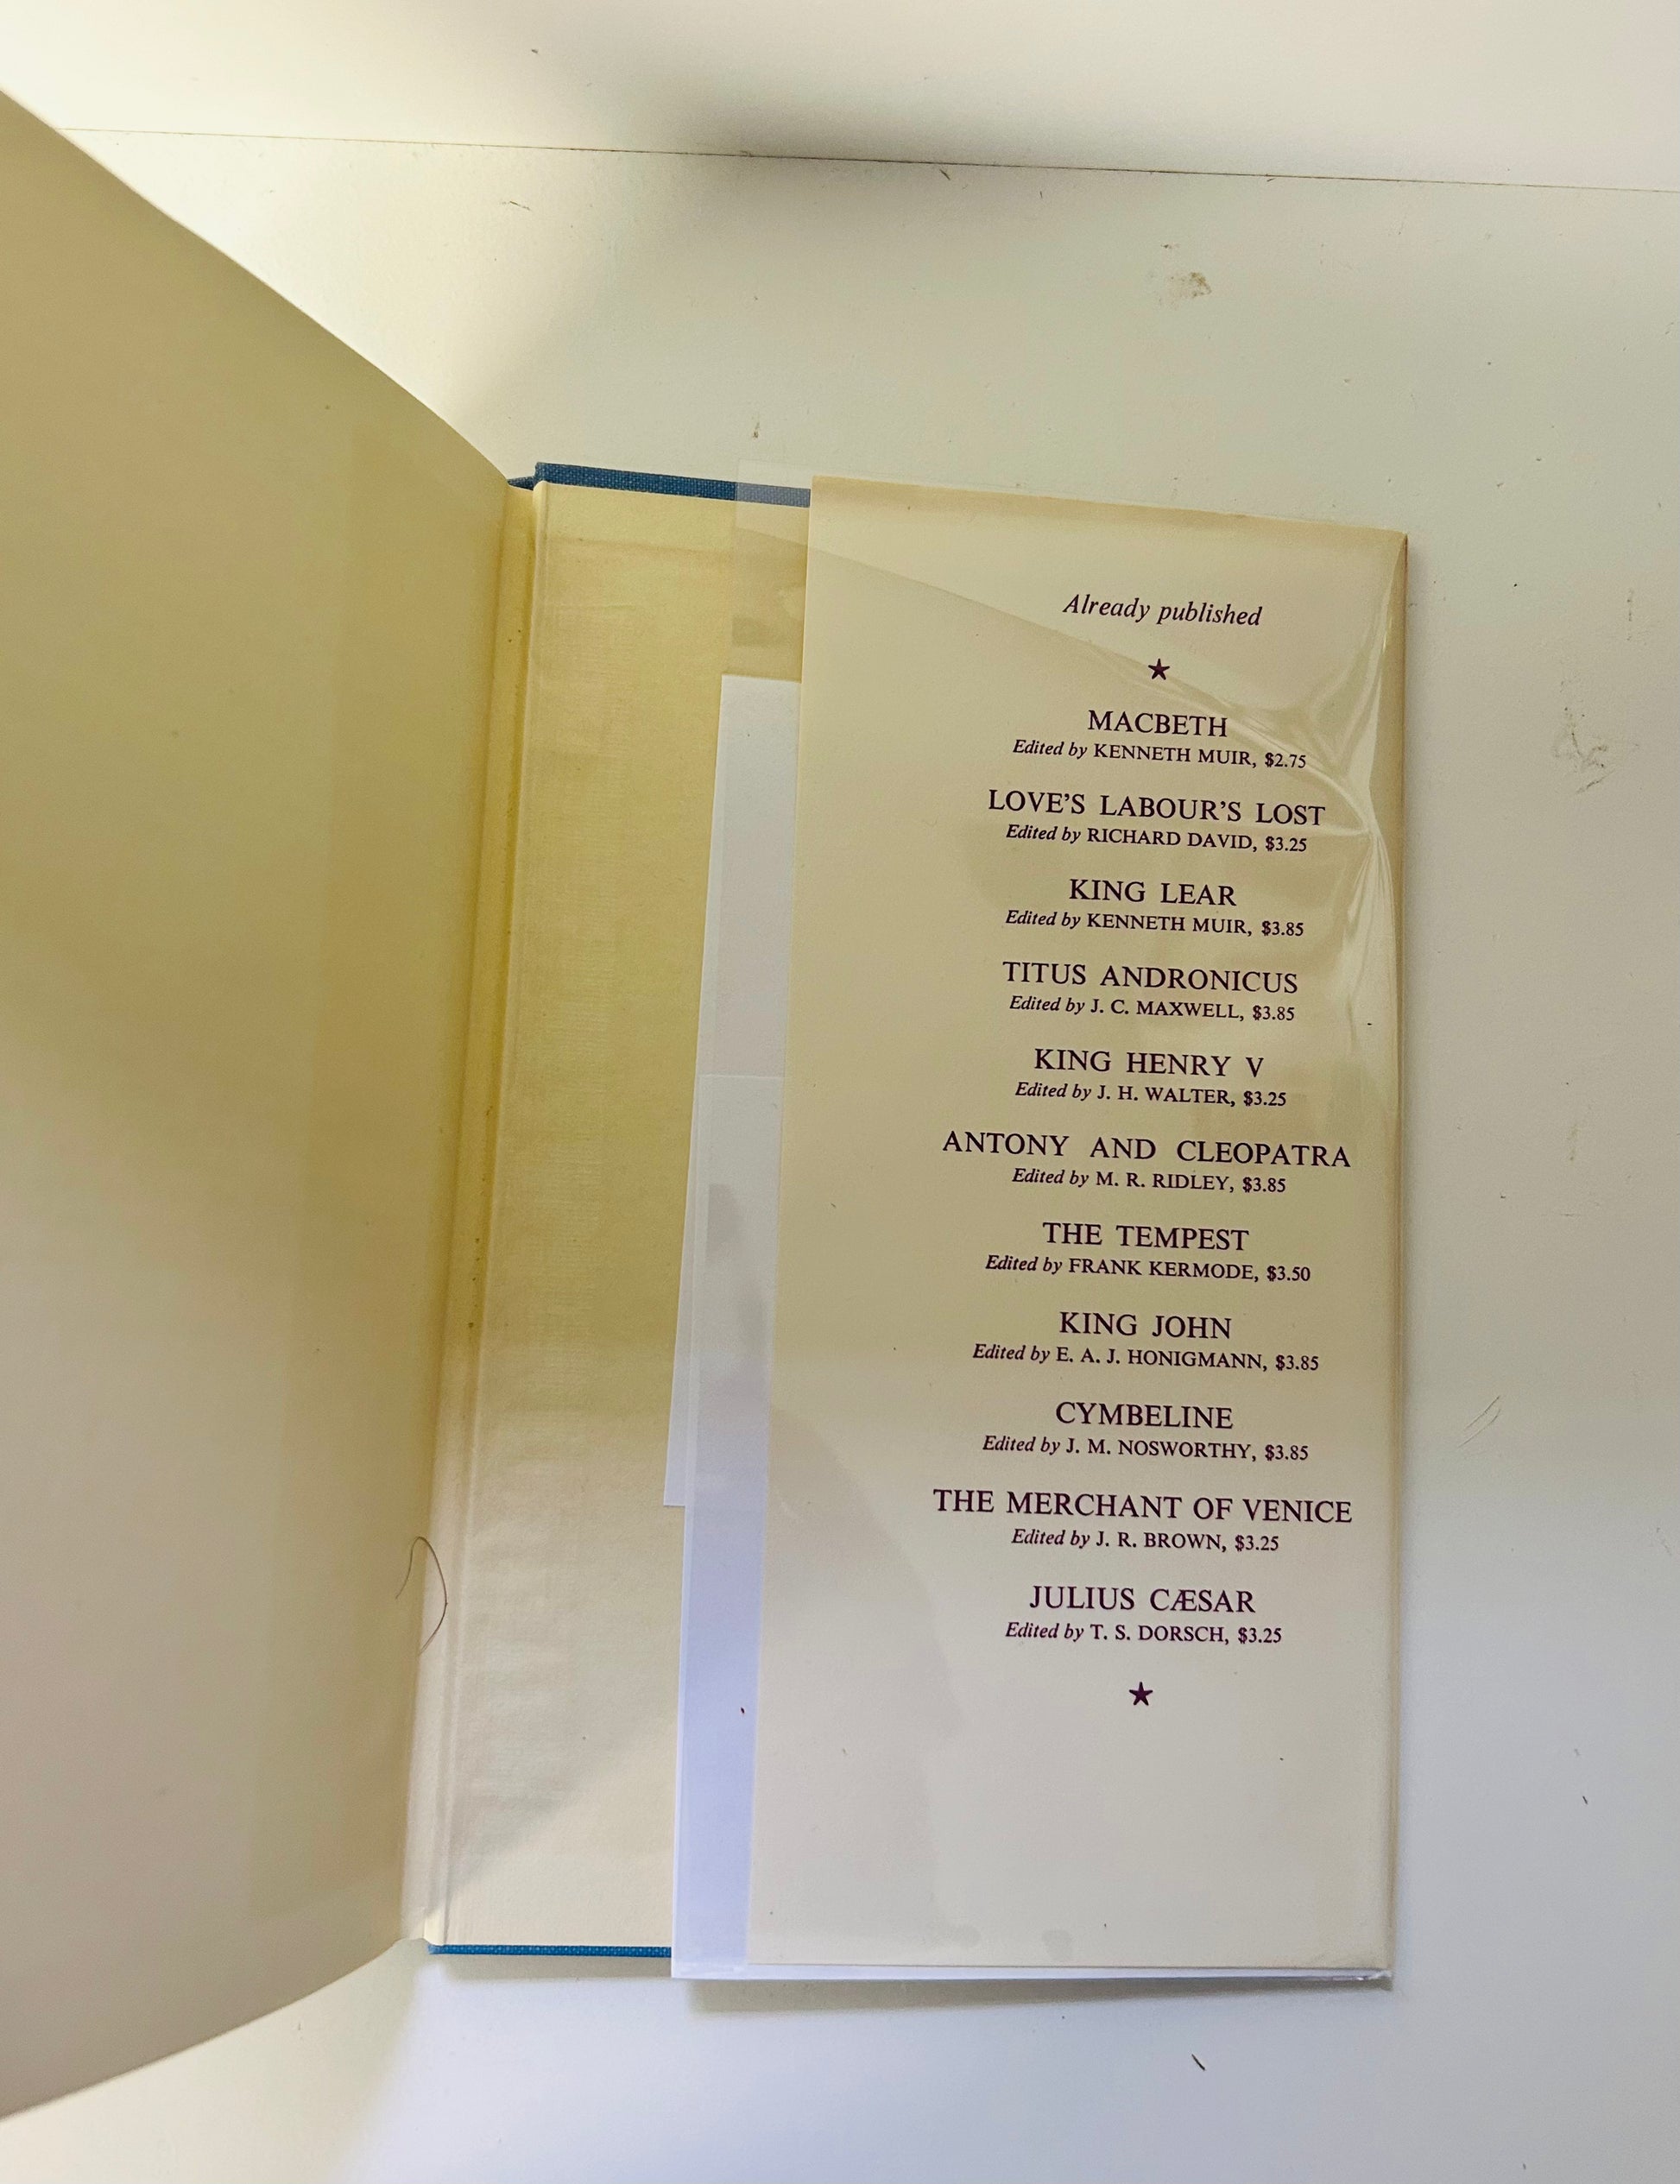 Already published
★
MACBETH
Edited by KENNETH MUIR, $2.75
LOVE'S LABOUR'S LOST
Edited by RICHARD DAVID, $3.25
KING LEAR
Edited by KENNETH MUIR, $3.85
TITUS ANDRONICUS
Edited by J. C. MAXWELL, $3.85
KING HENRY V
Edited by J. H. WALTER, $3.25
ANTONY AND CLEOPATRA
Edited by M. R. RIDLEY, $3.85
THE TEMPEST
Edited by FRANK KERMODE, $3.50
KING JOHN
Edited by E. A. J. HONIGMANN, $3.85
CYMBELINE
Edited by J. M. NOSWORTHY, $3.85
THE MERCHANT OF VENICE
Edited by J. R. BROWN, $3.25
JULIUS CÆSAR
Edited by T. S. DORSCH, $3.25
★